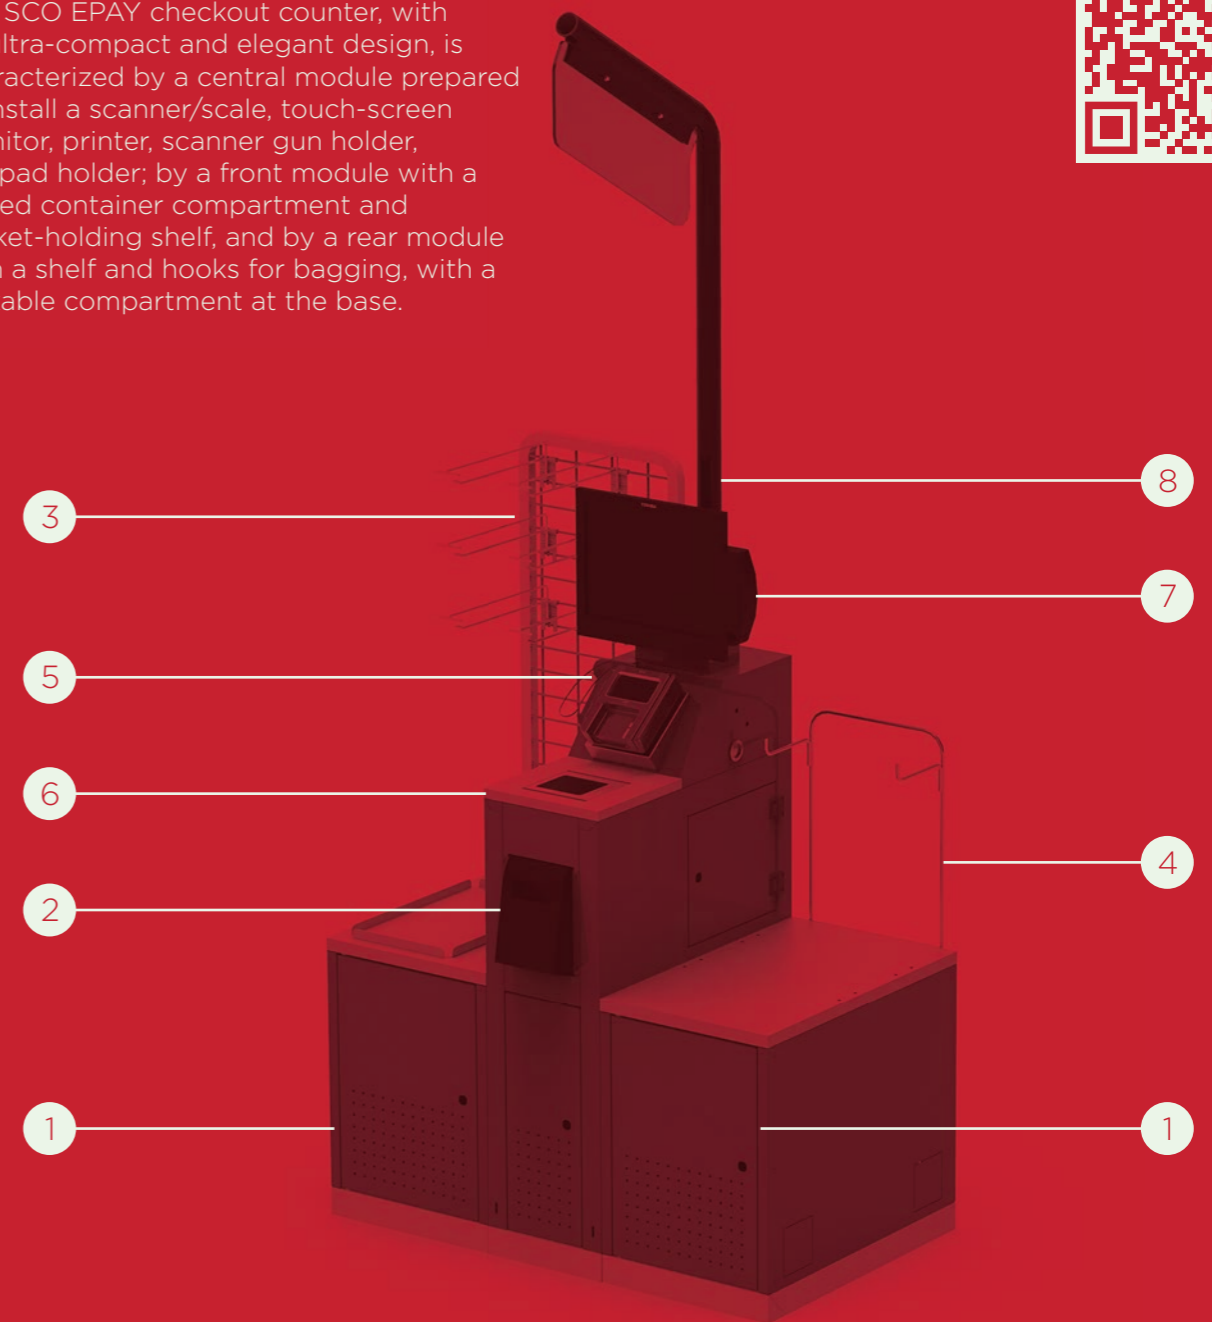 SCO EPAY checkout counter, with
ultra-compact and elegant design, is
racterized by a central module prepared
nstall a scanner/scale, touch-screen
nitor, printer, scanner gun holder,
pad holder; by a front module with a
ed container compartment and
ket-holding shelf, and by a rear module
a shelf and hooks for bagging, with a
able compartment at the base.
8
3
7
5
6
4
2
1
1